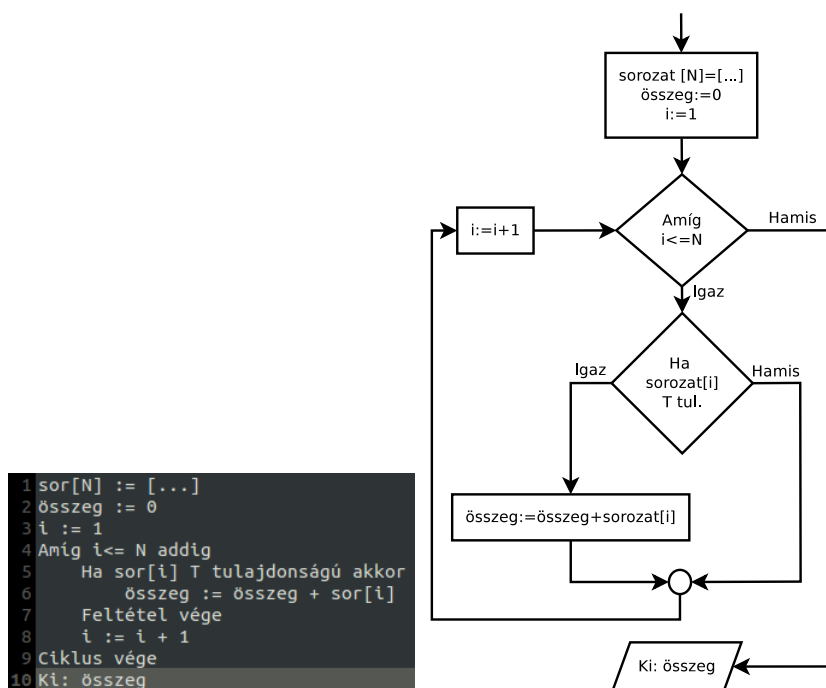 1 sor[N] := [...]
2 összeg := 0
3 i := 1
4 Amíg i<= N addig
5 Ha sor[i] T tulajdonságú akkor
6 összeg := összeg + sor[i]
7 Feltétel vége
8 i := i + 1
9 Ciklus vége
10 Ki: összeg
sorozat [N]=[...]
összeg:=0
i:=1
i:=i+1
Amíg
i<=N
Hamis
Igaz
Igaz
Ha
sorozat[i]
T tul.
Hamis
összeg:=összeg+sorozat[i]
Ki: összeg